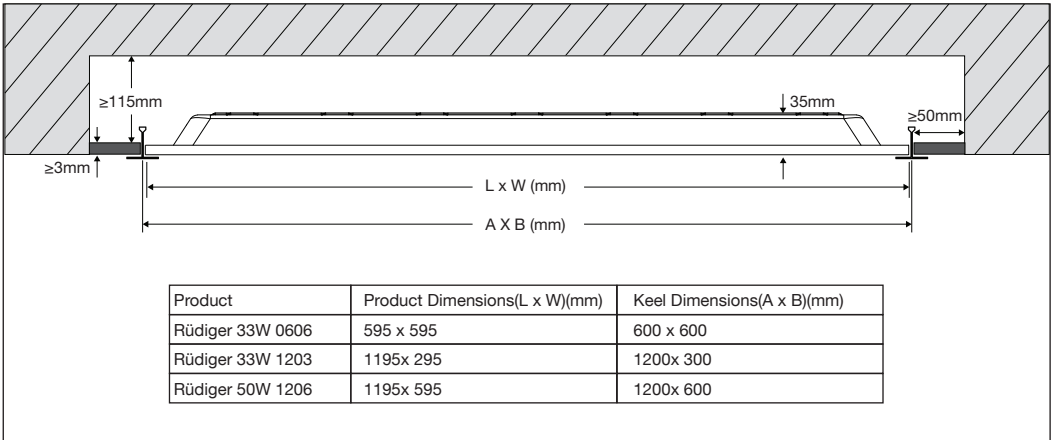 ≥115mm
35mm
≥50mm
≥3mm
L x W (mm)
A X B (mm)
Product Product Dimensions(L x W)(mm) Keel Dimensions(A x B)(mm)
Rüdiger 33W 0606 595 x 595 600 x 600
Rüdiger 33W 1203 1195x 295 1200x 300
Rüdiger 50W 1206 1195x 595 1200x 600